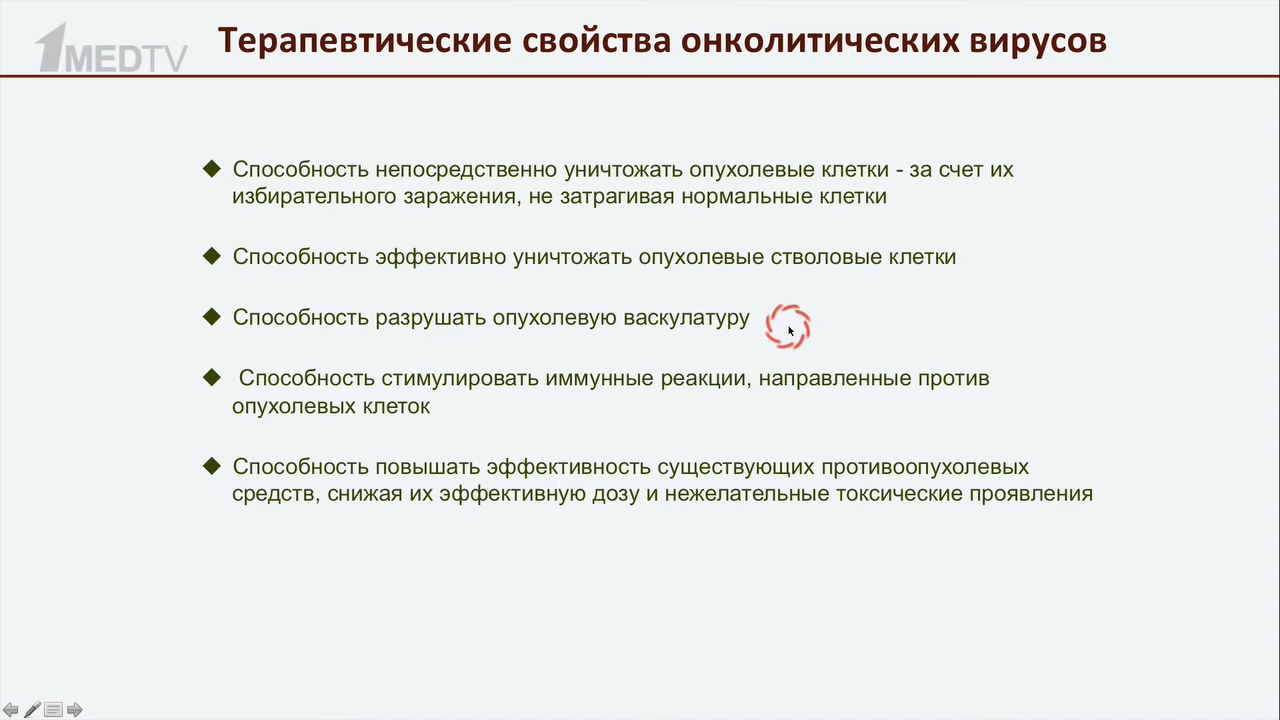 1MEDTV
Терапевтические свойства онколитических вирусов
◆ Способность непосредственно уничтожать опухолевые клетки - за счет их
избирательного заражения, не затрагивая нормальные клетки
◆ Способность эффективно уничтожать опухолевые стволовые клетки
◆ Способность разрушать опухолевую васкулатуру
◆ Способность стимулировать иммунные реакции, направленные против
опухолевых клеток
◆ Способность повышать эффективность существующих противоопухолевых
средств, снижая их эффективную дозу и нежелательные токсические проявления